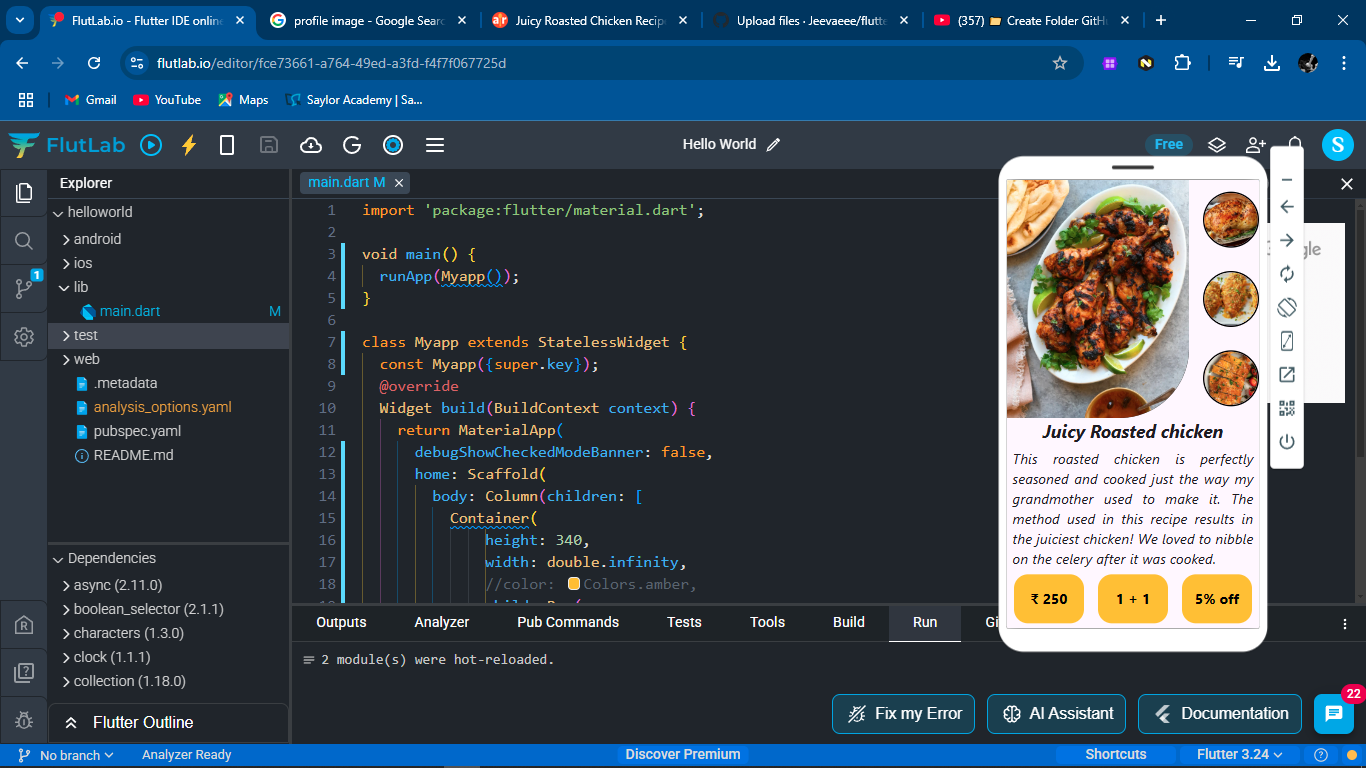 FlutLab.io - Flutter IDE online
profile image - Google Searc
Juicy Roasted Chicken Recip
Upload files · Jeevaeee/flutte
(357) 📁 Create Folder GitHu
flutlab.io/editor/fce73661-a764-49ed-a3fd-f4f7f067725d
Gmail
YouTube
Maps
Saylor Academy | Sa...
FlutLab
Hello World
Free
S
Explorer
main.dart M
helloworld
android
ios
lib
main.dart M
test
web
.metadata
analysis_options.yaml
pubspec.yaml
README.md
1
Dependencies
async (2.11.0)
boolean_selector (2.1.1)
characters (1.3.0)
clock (1.1.1)
collection (1.18.0)
Flutter Outline
1 import 'package:flutter/material.dart';
2
3 void main() {
4 runApp(Myapp());
5 }
6
7 class Myapp extends StatelessWidget {
8 const Myapp({super.key});
9 @override
10 Widget build(BuildContext context) {
11 return MaterialApp(
12 debugShowCheckedModeBanner: false,
13 home: Scaffold(
14 body: Column(children: [
15 Container(
16 height: 340,
17 width: double.infinity,
18 //color: Colors.amber,
Juicy Roasted chicken
This roasted chicken is perfectly
seasoned and cooked just the way my
grandmother used to make it. The
method used in this recipe results in
the juiciest chicken! We loved to nibble
on the celery after it was cooked.
₹ 250
1 + 1
5% off
Outputs
Analyzer
Pub Commands
Tests
Tools
Build
Run
2 module(s) were hot-reloaded.
Fix my Error
AI Assistant
Documentation
22
No branch
Analyzer Ready
Discover Premium
Shortcuts
Flutter 3.24